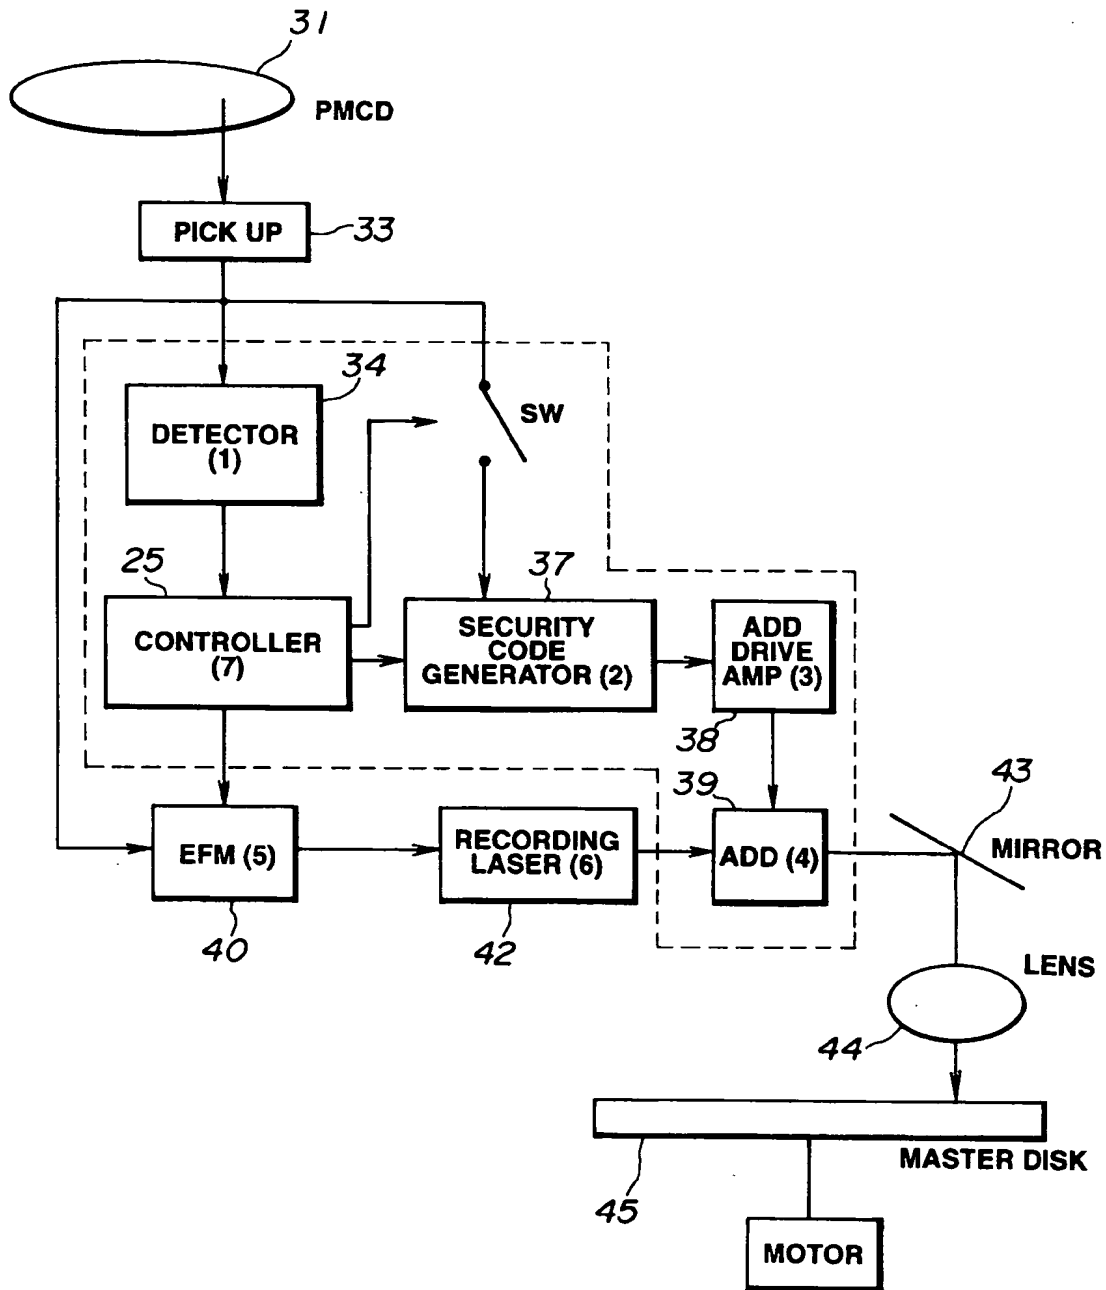 31
PMCD
PICK UP
33
34
DETECTOR
(1)
SW
25
CONTROLLER
(7)
37
SECURITY
CODE
GENERATOR (2)
ADD
DRIVE
AMP (3)
38
39
EFM (5)
40
RECORDING
LASER (6)
42
ADD (4)
43
MIRROR
LENS
44
MASTER DISK
45
MOTOR